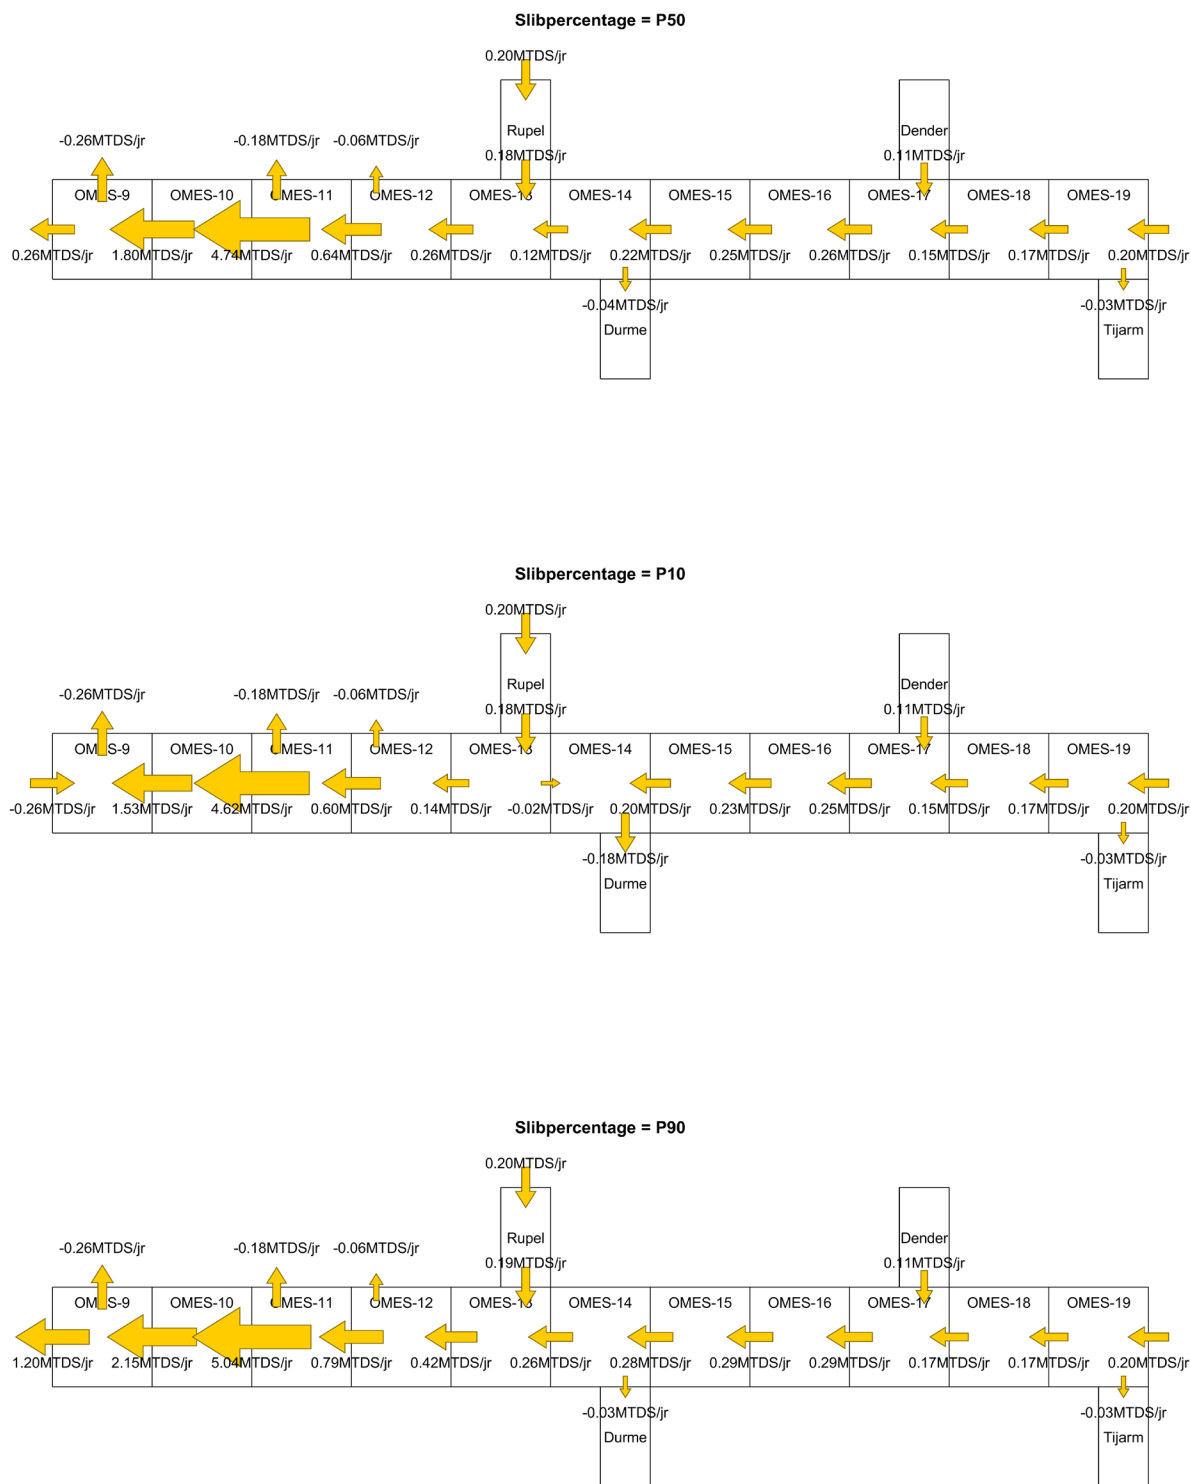 Slibpercentage = P50
0.20MTDS/jr
Rupel
Dender
-0.26MTDS/jr
-0.18MTDS/jr
-0.06MTDS/jr
0.18MTDS/jr
0.11MTDS/jr
OMES-9
OMES-10
OMES-11
OMES-12
OMES-13
OMES-14
OMES-15
OMES-16
OMES-17
OMES-18
OMES-19
0.26MTDS/jr
1.80MTDS/jr
4.74MTDS/jr
0.64MTDS/jr
0.26MTDS/jr
0.12MTDS/jr
0.22MTDS/jr
0.25MTDS/jr
0.26MTDS/jr
0.15MTDS/jr
0.17MTDS/jr
0.20MTDS/jr
-0.04MTDS/jr
-0.03MTDS/jr
Durme
Tijarm
Slibpercentage = P10
0.20MTDS/jr
Rupel
Dender
-0.26MTDS/jr
-0.18MTDS/jr
-0.06MTDS/jr
0.18MTDS/jr
0.11MTDS/jr
OMES-9
OMES-10
OMES-11
OMES-12
OMES-13
OMES-14
OMES-15
OMES-16
OMES-17
OMES-18
OMES-19
-0.26MTDS/jr
1.53MTDS/jr
4.62MTDS/jr
0.60MTDS/jr
0.14MTDS/jr
-0.02MTDS/jr
0.20MTDS/jr
0.23MTDS/jr
0.25MTDS/jr
0.15MTDS/jr
0.17MTDS/jr
0.20MTDS/jr
-0.18MTDS/jr
-0.03MTDS/jr
Durme
Tijarm
Slibpercentage = P90
0.20MTDS/jr
Rupel
Dender
-0.26MTDS/jr
-0.18MTDS/jr
-0.06MTDS/jr
0.19MTDS/jr
0.11MTDS/jr
OMES-9
OMES-10
OMES-11
OMES-12
OMES-13
OMES-14
OMES-15
OMES-16
OMES-17
OMES-18
OMES-19
1.20MTDS/jr
2.15MTDS/jr
5.04MTDS/jr
0.79MTDS/jr
0.42MTDS/jr
0.26MTDS/jr
0.28MTDS/jr
0.29MTDS/jr
0.29MTDS/jr
0.17MTDS/jr
0.17MTDS/jr
0.20MTDS/jr
-0.03MTDS/jr
-0.03MTDS/jr
Durme
Tijarm